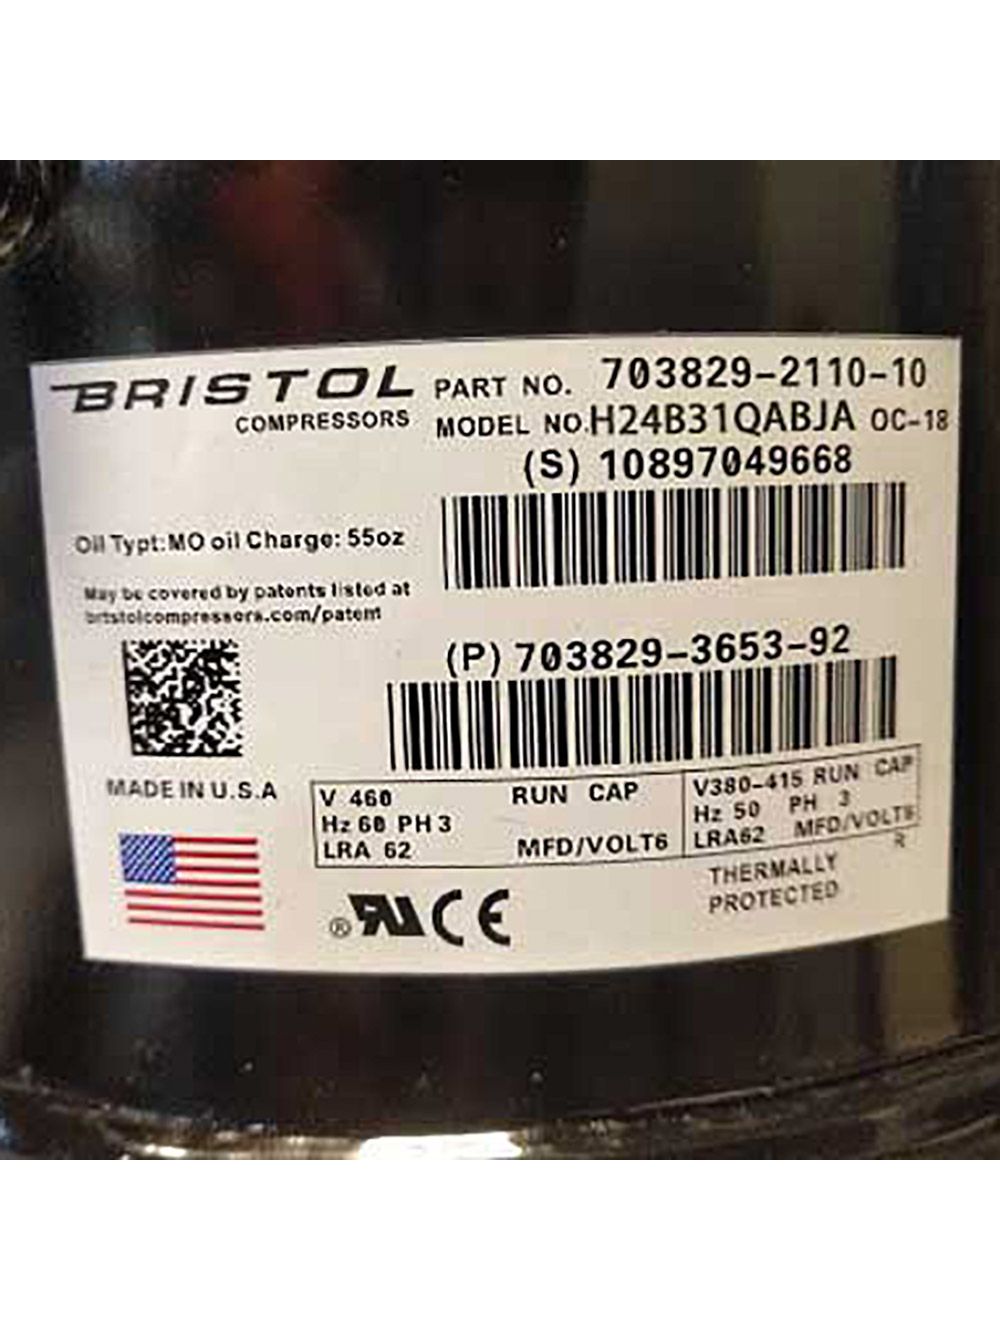 BRISTOL
COMPRESSORS
PART NO. 703829-2110-10
MODEL NO.H24B31QABJA OC-18
(S) 10897049668
Oil Typt:MO oil Charge: 55oz
May be covered by patents listed at
brtstolcompressors.com/patent
(P) 703829-3653-92
MADE IN U.S.A
V 460 RUN CAP
Hz 60 PH 3
LRA 62 MFD/VOLT6
V380-415 RUN CAP
Hz 50 PH 3
LRA62 MFD/VOLT6
R
THERMALLY
PROTECTED
® RU CE